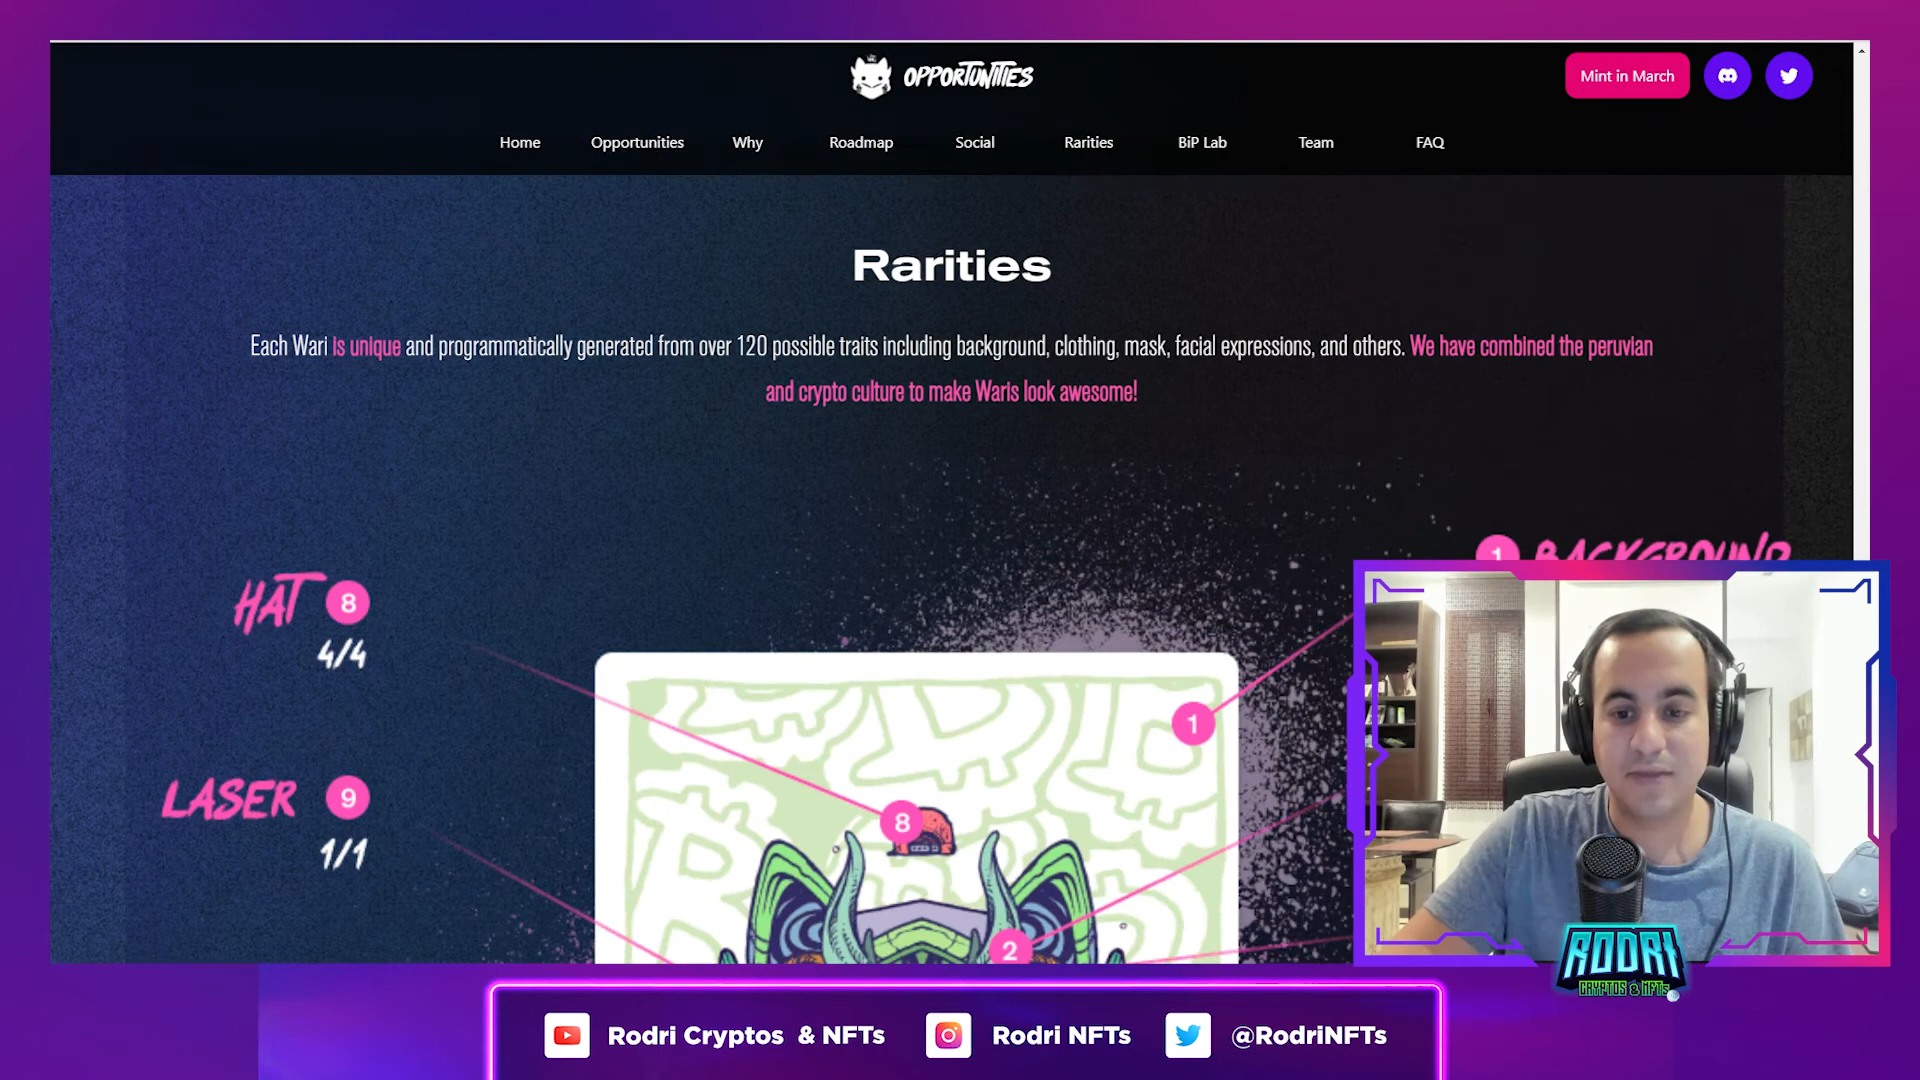 OPPORTUNITIES
Mint in March
Home Opportunities Why Roadmap Social Rarities BiP Lab Team FAQ
Rarities
Each Wari is unique and programmatically generated from over 120 possible traits including background, clothing, mask, facial expressions, and others. We have combined the peruvian
and crypto culture to make Waris look awesome!
1 BACKGROUND
HAT 8
4/4
1
LASER 9
1/1
8
2
RODRI
CRYPTOS & NFTs
Rodri Cryptos & NFTs Rodri NFTs @RodriNFTs